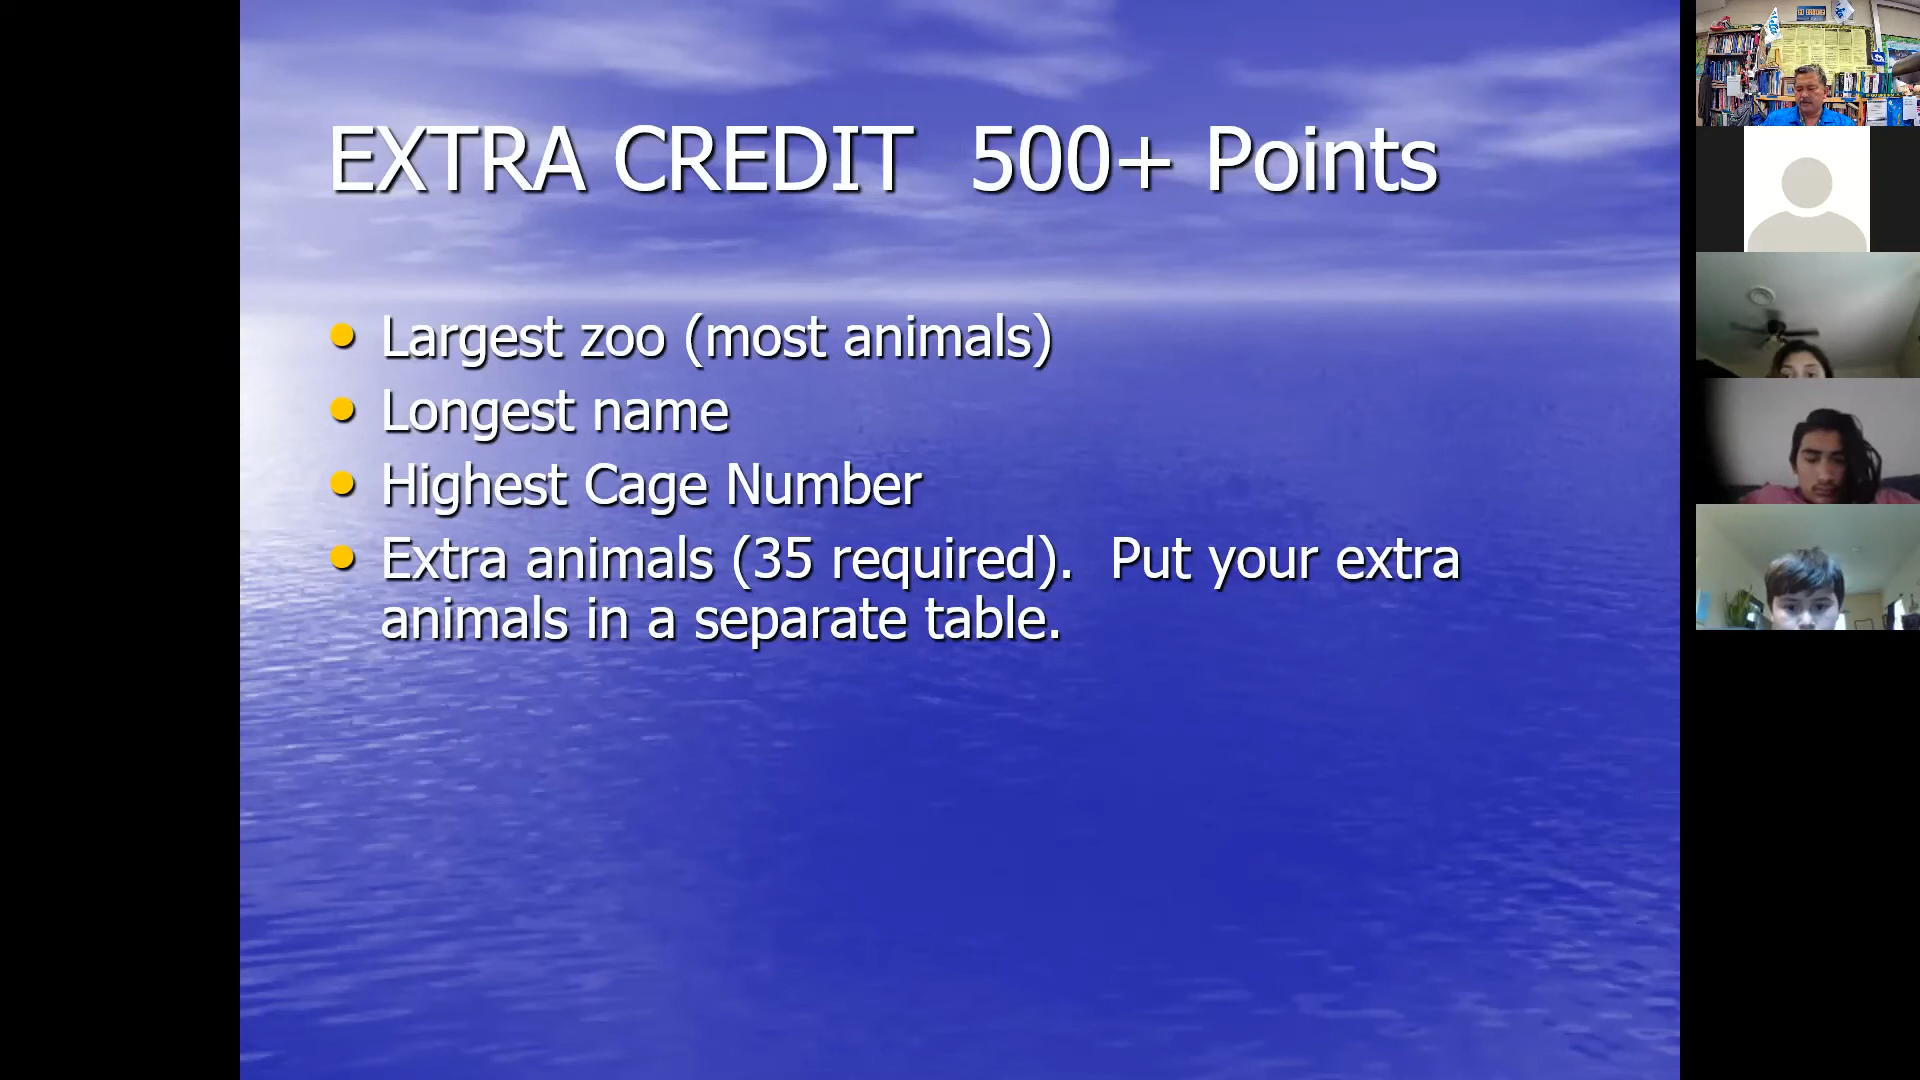 EXTRA CREDIT  500+ Points
Largest zoo (most animals)
Longest name
Highest Cage Number
Extra animals (35 required).  Put your extra
animals in a separate table.